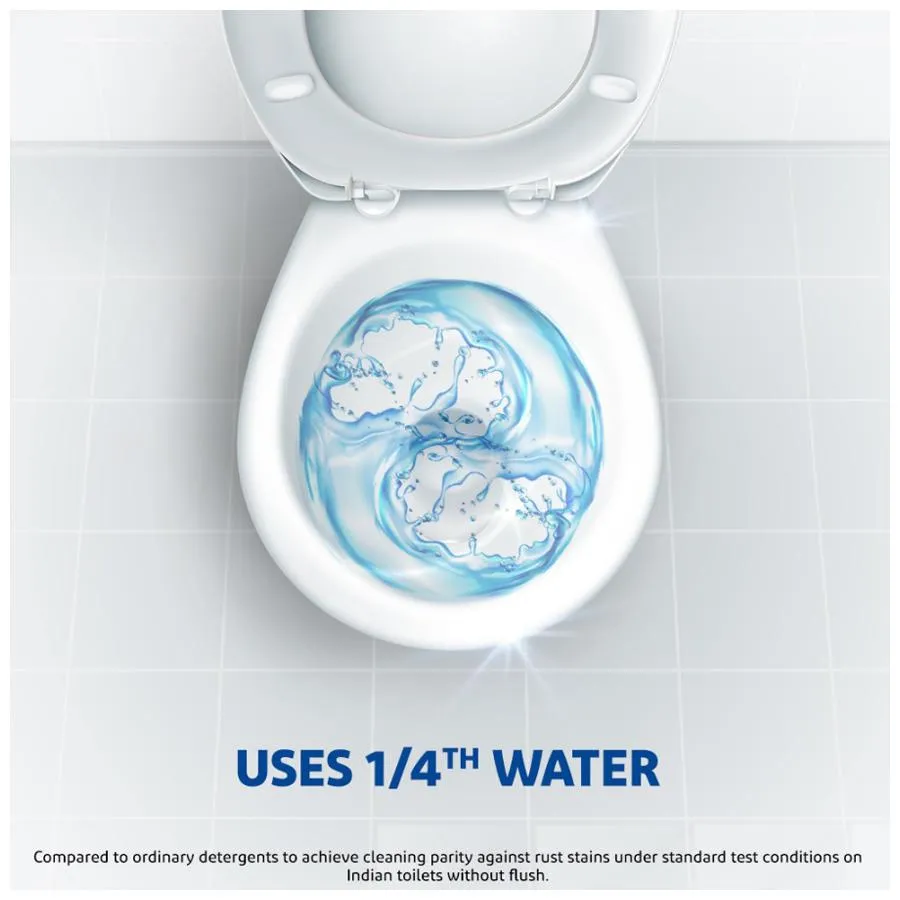 USES 1/4TH WATER
Compared to ordinary detergents to achieve cleaning parity against rust stains under standard test conditions on
Indian toilets without flush.